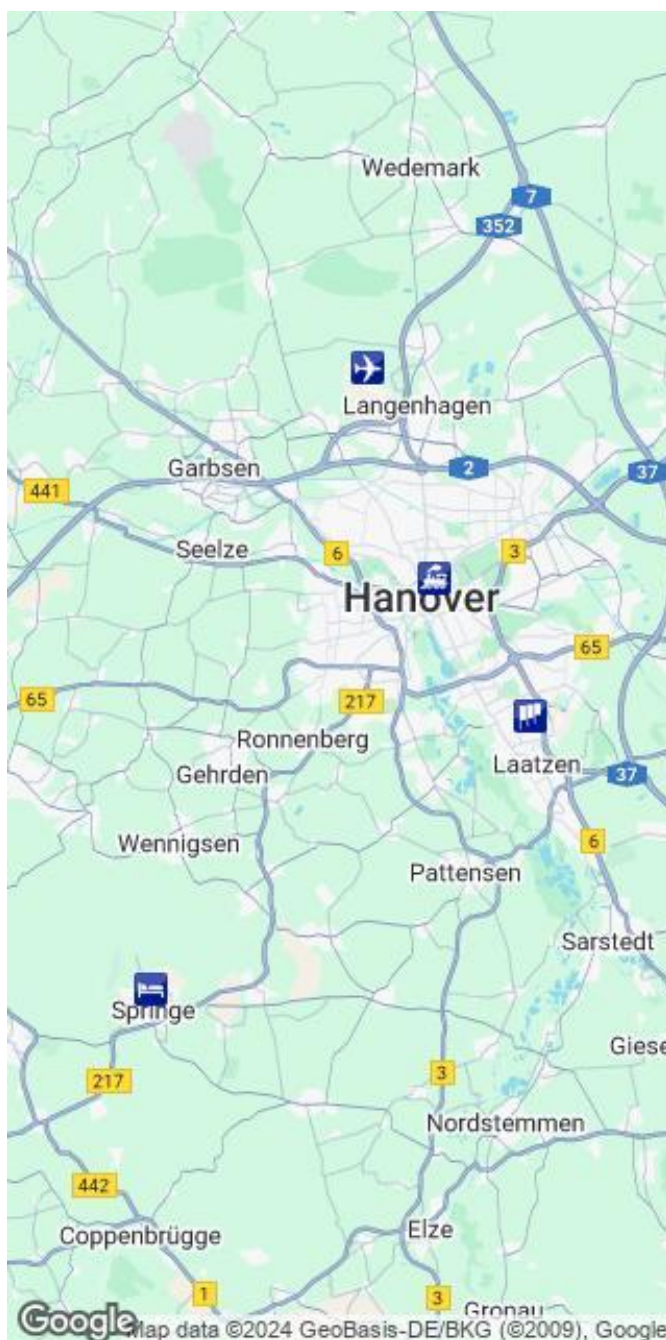 Wedemark
7
352
Langenhagen
Garbsen
2
37
441
Seelze
6
3
Hanover
65
65
217
Ronnenberg
Laatzen
Gehrden
37
Wennigsen
6
Pattensen
Sarstedt
Springe
Giese
3
217
Nordstemmen
442
Coppenbrügge
Elze
1
3
Gronau
Google
Map data ©2024 GeoBasis-DE/BKG (©2009), Google